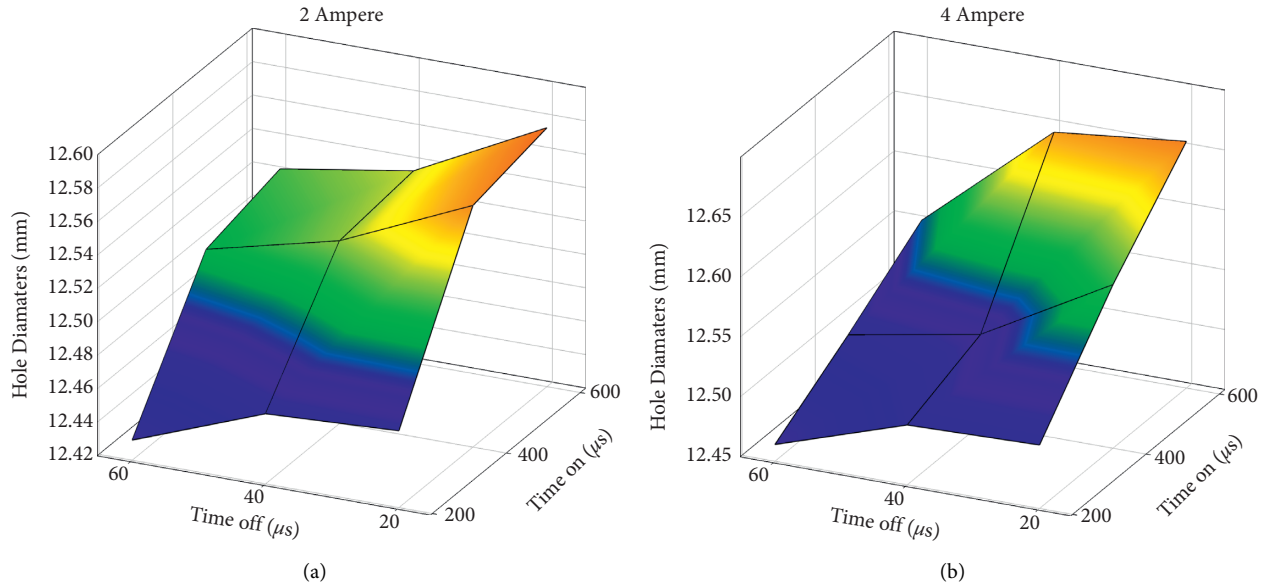 2 Ampere
12.60
12.58
12.56
12.54
12.52
12.50
12.48
12.46
12.44
12.42
Hole Diamaters (mm)
60
40
20
Time off (μs)
200
400
600
Time on (μs)
(a)
4 Ampere
12.65
12.60
12.55
12.50
12.45
Hole Diamaters (mm)
60
40
20
Time off (μs)
200
400
600
Time on (μs)
(b)